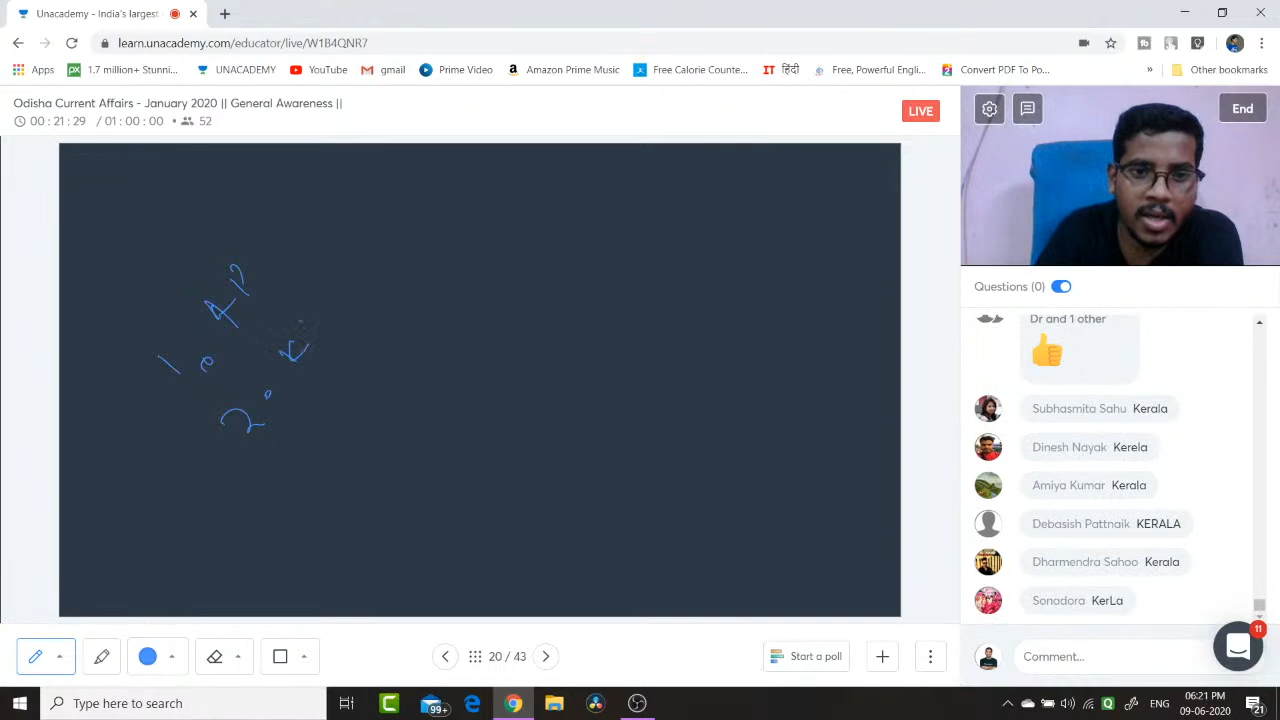 Unacademy - India's largest
learn.unacademy.com/educator/live/W1B4QNR7
Apps 1.7 million+ Stunni... UNACADEMY YouTube gmail Prime Video Amazon Prime Music Free Calorie Counte... हिंदी Free, Powerful Engli... Convert PDF To Po... » Other bookmarks
Odisha Current Affairs - January 2020 || General Awareness ||
00 : 21 : 29 / 01 : 00 : 00 • 52
LIVE
End
Questions (0)
Dr and 1 other
Subhasmita Sahu Kerala
Dinesh Nayak Kerela
Amiya Kumar Kerala
Debasish Pattnaik KERALA
Dharmendra Sahoo Kerala
Sonadora KerLa
20 / 43
Start a poll
Comment...
11
Type here to search
99+
ENG
06:21 PM
09-06-2020
21